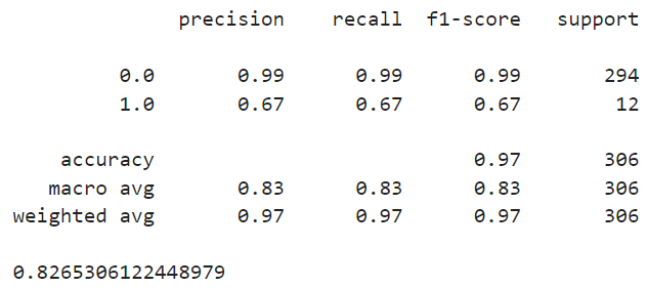 precision recall f1-score support
0.0 0.99 0.99 0.99 294
1.0 0.67 0.67 0.67 12
accuracy 0.97 306
macro avg 0.83 0.83 0.83 306
weighted avg 0.97 0.97 0.97 306
0.8265306122448979